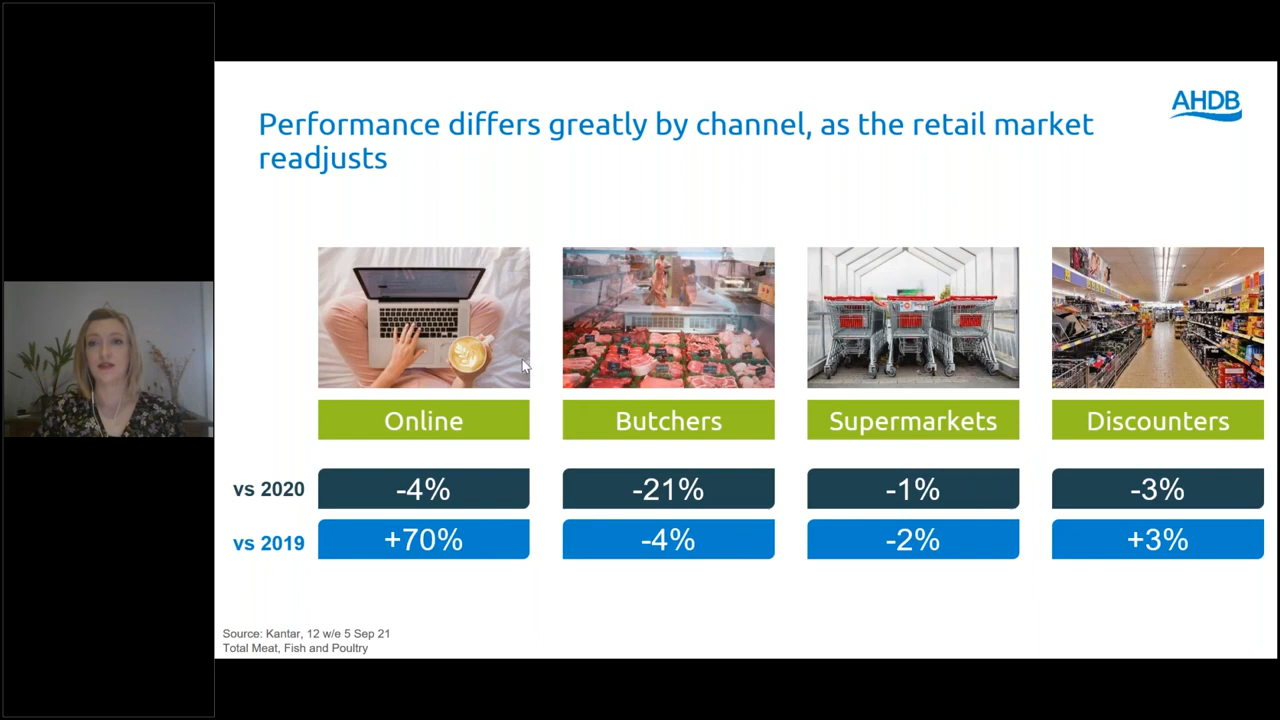 AHDB
Performance differs greatly by channel, as the retail market
readjusts
Online
Butchers
Supermarkets
Discounters
vs 2020
-4%
-21%
-1%
-3%
vs 2019
+70%
-4%
-2%
+3%
Source: Kantar, 12 w/e 5 Sep 21
Total Meat, Fish and Poultry